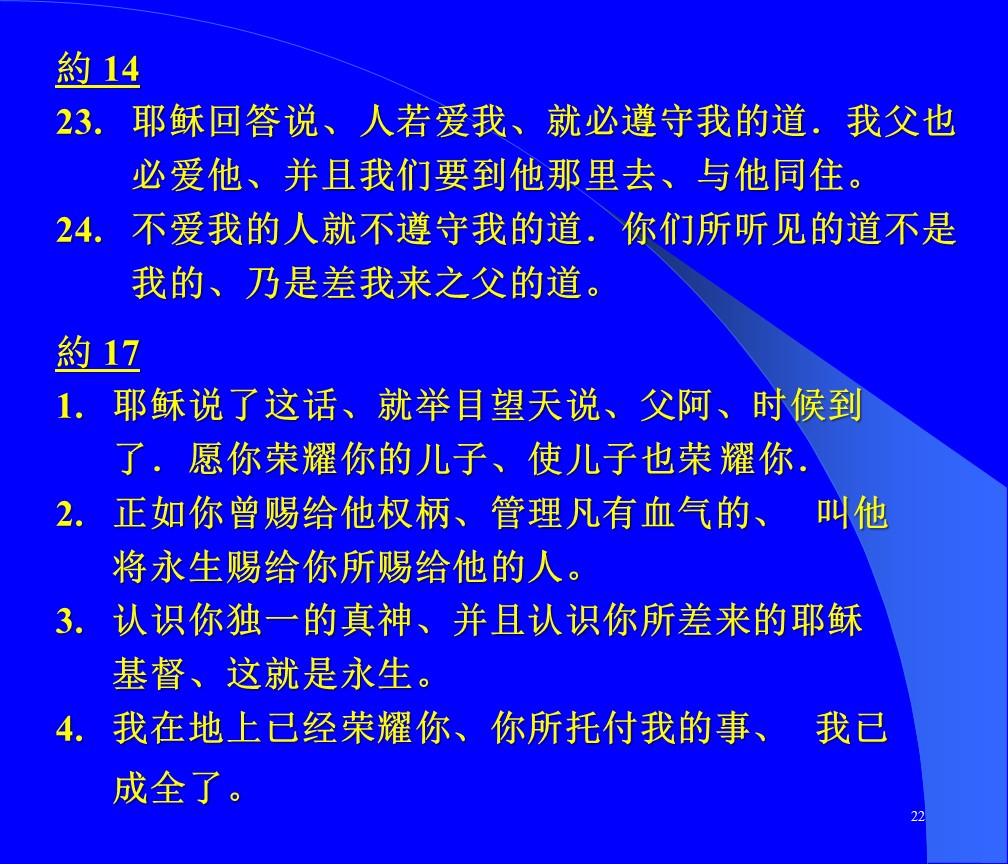 約 14
23. 耶稣回答说、人若爱我、就必遵守我的道．我父也
必爱他、并且我们要到他那里去、与他同住。
24. 不爱我的人就不遵守我的道．你们所听见的道不是
我的、乃是差我来之父的道。
約 17
1. 耶稣说了这话、就举目望天说、父阿、时候到
了．愿你荣耀你的儿子、使儿子也荣耀你．
2. 正如你曾赐给他权柄、管理凡有血气的、 叫他
将永生赐给你所赐给他的人。
3. 认识你独一的真神、并且认识你所差来的耶稣
基督、这就是永生。
4. 我在地上已经荣耀你、你所托付我的事、 我已
成全了。
22